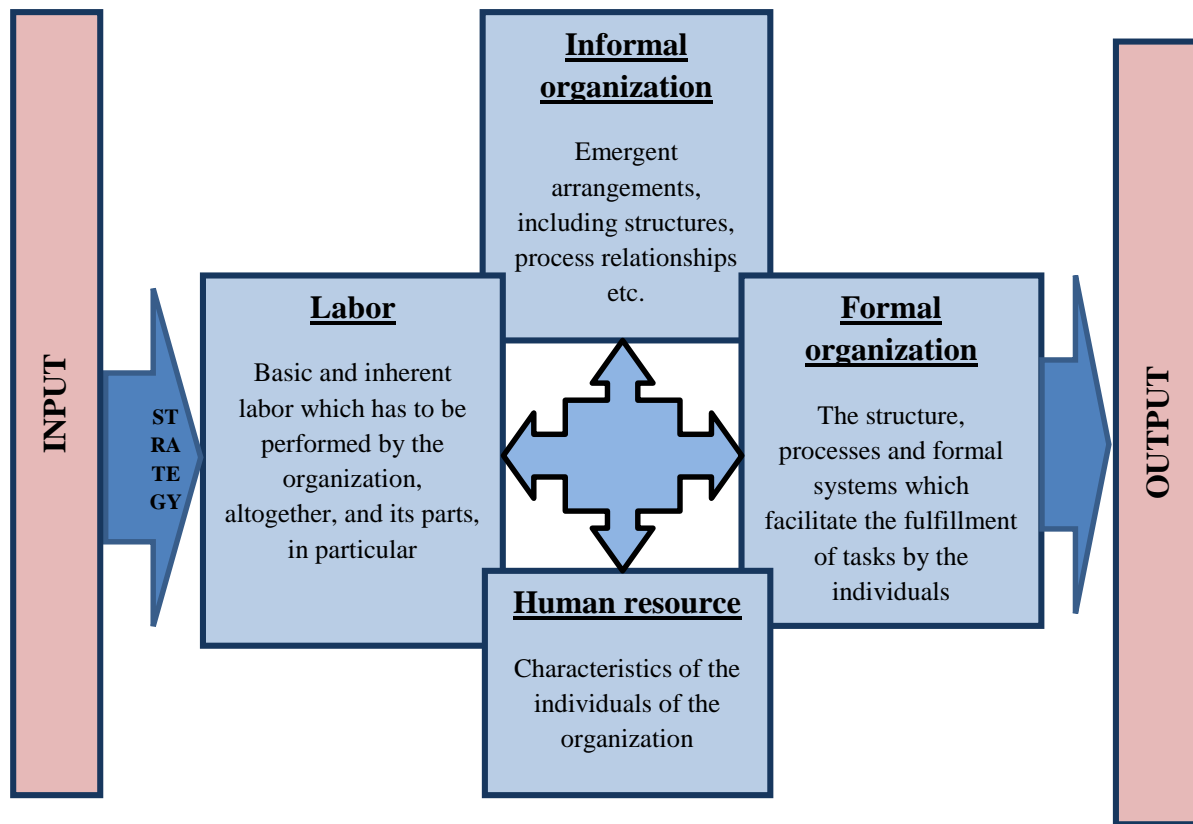 INPUT
ST
RA
TE
GY
Labor
Basic and inherent
labor which has to be
performed by the
organization,
altogether, and its parts,
in particular
Informal
organization
Emergent
arrangements,
including structures,
process relationships
etc.
Human resource
Characteristics of the
individuals of the
organization
Formal
organization
The structure,
processes and formal
systems which
facilitate the fulfillment
of tasks by the
individuals
OUTPUT